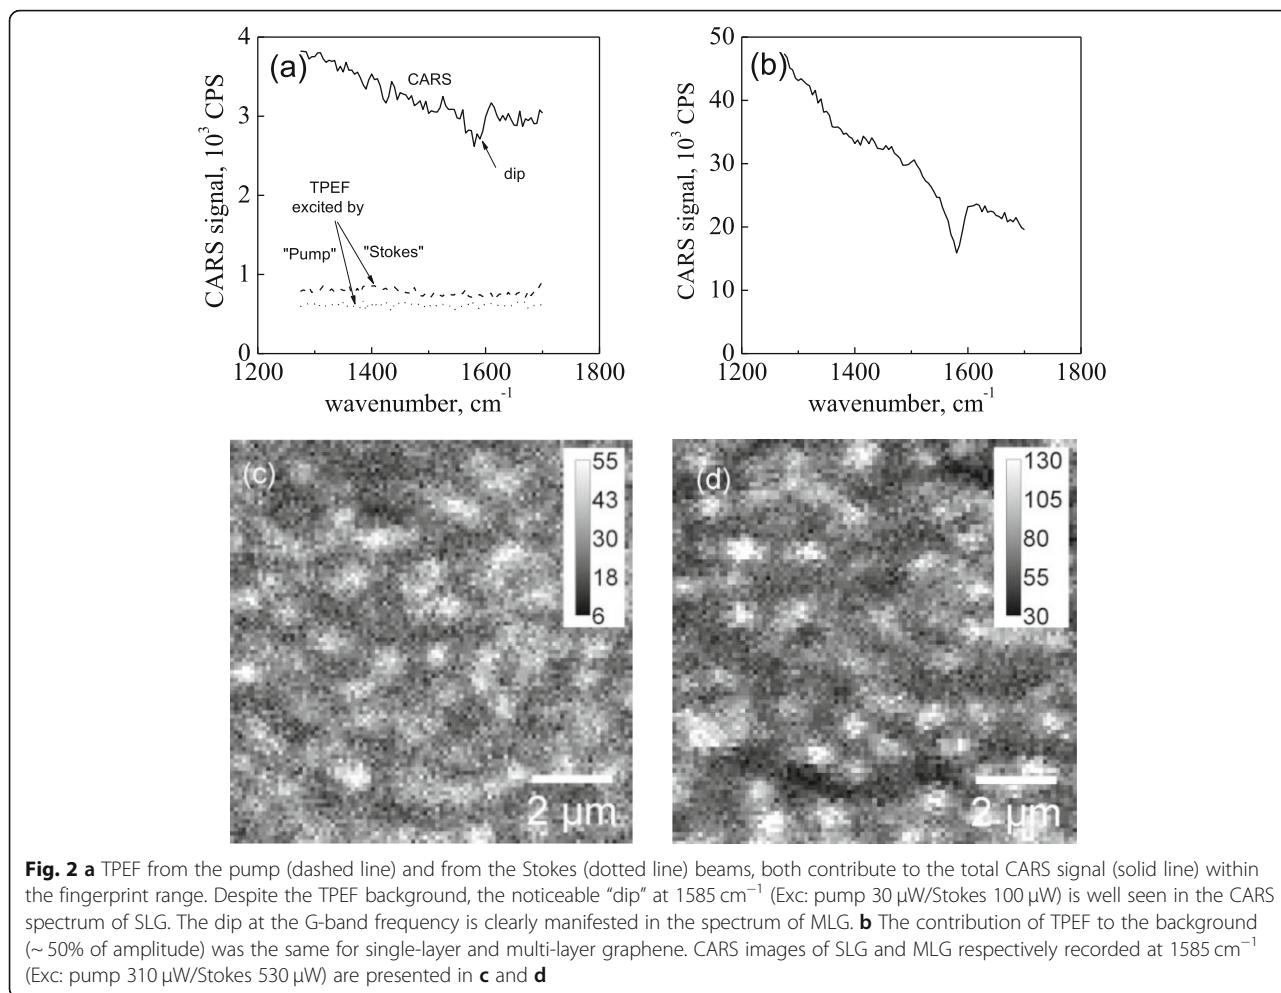 4
3
2
1
0
CARS signal, 10³ CPS
(a)
CARS
dip
TPEF
excited by
"Pump"
"Stokes"
1200
1400
1600
1800
wavenumber, cm⁻¹
50
40
30
20
10
0
CARS signal, 10³ CPS
(b)
1200
1400
1600
1800
wavenumber, cm⁻¹
(c)
55
43
30
18
6
2 µm
(d)
130
105
80
55
30
2 µm
Fig. 2 a TPEF from the pump (dashed line) and from the Stokes (dotted line) beams, both contribute to the total CARS signal (solid line) within
the fingerprint range. Despite the TPEF background, the noticeable “dip” at 1585 cm⁻¹ (Exc: pump 30 µW/Stokes 100 µW) is well seen in the CARS
spectrum of SLG. The dip at the G-band frequency is clearly manifested in the spectrum of MLG. b The contribution of TPEF to the background
(~ 50% of amplitude) was the same for single-layer and multi-layer graphene. CARS images of SLG and MLG respectively recorded at 1585 cm⁻¹
(Exc: pump 310 µW/Stokes 530 µW) are presented in c and d